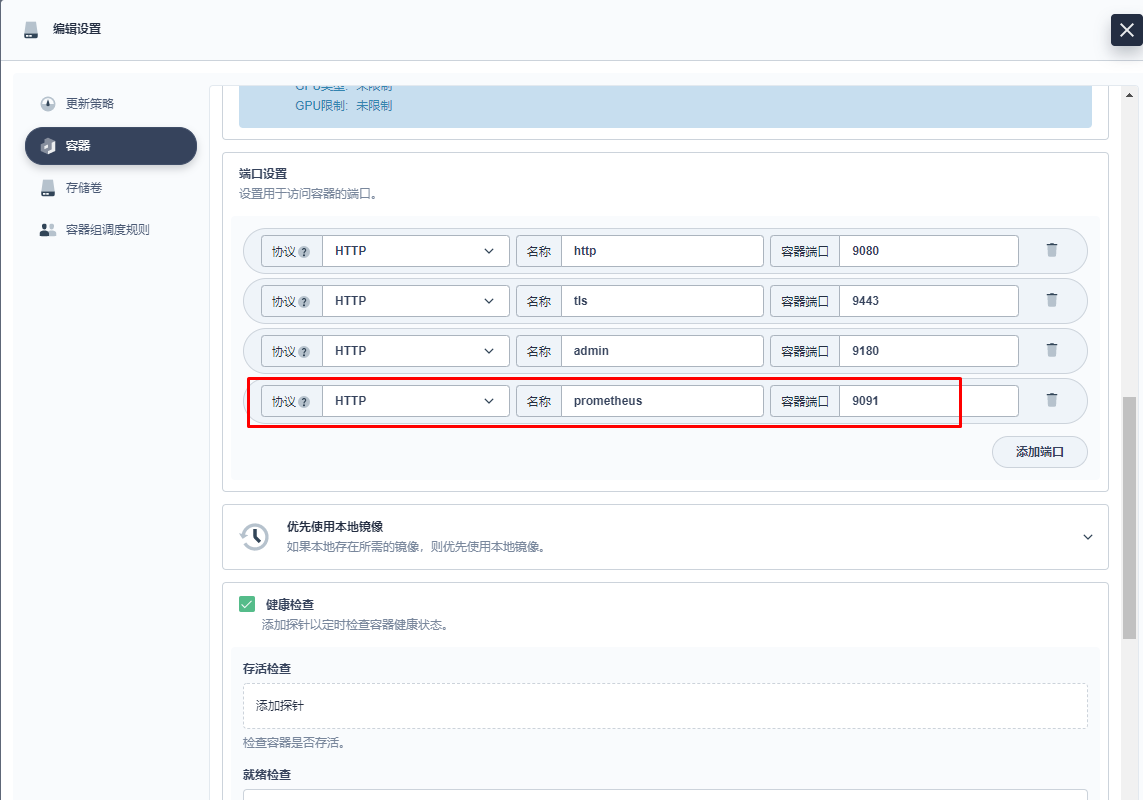 编辑设置
更新策略
容器
存储卷
容器组调度规则
GPU类型: 未限制
GPU限制: 未限制
端口设置
设置用于访问容器的端口。
协议 ? HTTP 名称 http 容器端口 9080
协议 ? HTTP 名称 tls 容器端口 9443
协议 ? HTTP 名称 admin 容器端口 9180
协议 ? HTTP 名称 prometheus 容器端口 9091
添加端口
优先使用本地镜像
如果本地存在所需的镜像，则优先使用本地镜像。
健康检查
添加探针以定时检查容器健康状态。
存活检查
添加探针
检查容器是否存活。
就绪检查